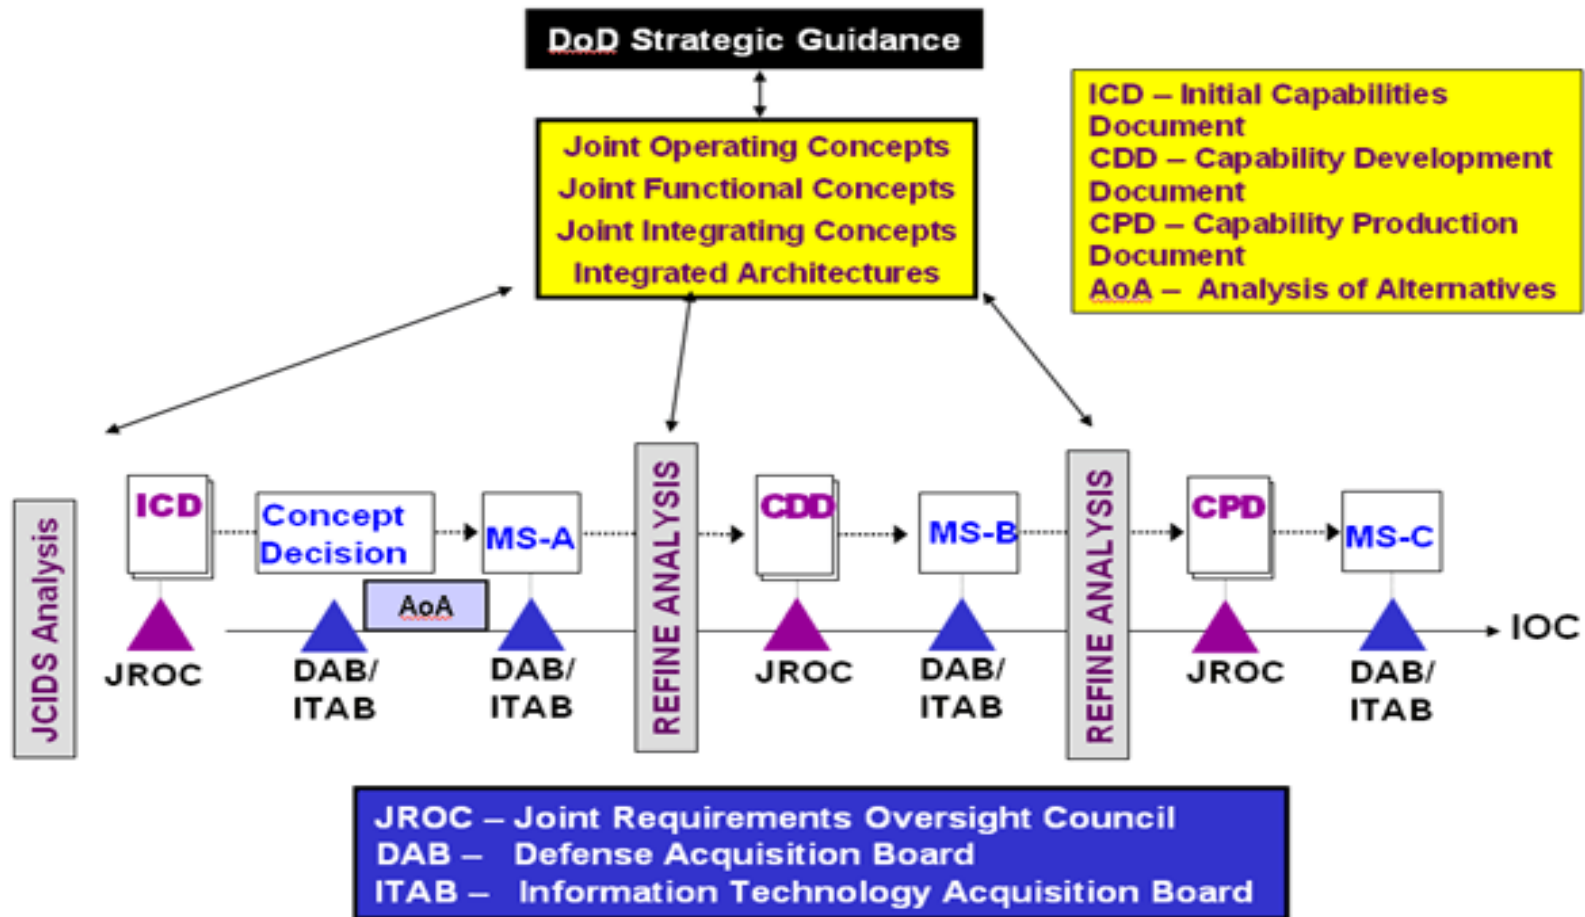 DoD Strategic Guidance
Joint Operating Concepts
Joint Functional Concepts
Joint Integrating Concepts
Integrated Architectures
ICD – Initial Capabilities
Document
CDD – Capability Development
Document
CPD – Capability Production
Document
AoA – Analysis of Alternatives
JCIDS Analysis
ICD
Concept
Decision
MS-A
REFINE ANALYSIS
CDD
MS-B
REFINE ANALYSIS
CPD
MS-C
AoA
IOC
JROC
DAB/
ITAB
DAB/
ITAB
JROC
DAB/
ITAB
JROC
DAB/
ITAB
JROC – Joint Requirements Oversight Council
DAB – Defense Acquisition Board
ITAB – Information Technology Acquisition Board